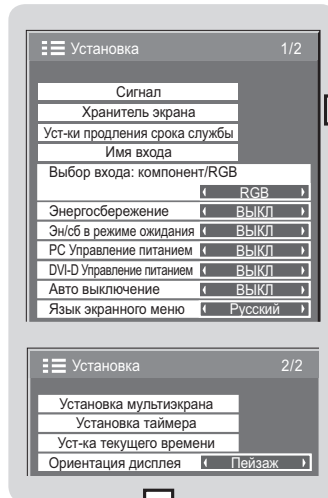 Установка 1/2
Сигнал
Хранитель экрана
Уст-ки продления срока службы
Имя входа
Выбор входа: компонент/RGB
RGB
Энергосбережение ВЫКЛ
Эн/сб в режиме ожидания ВЫКЛ
PC Управление питанием ВЫКЛ
DVI-D Управление питанием ВЫКЛ
Авто выключение ВЫКЛ
Язык экранного меню Русский
Установка 2/2
Установка мультиэкрана
Установка таймера
Уст-ка текущего времени
Ориентация дисплея Пейзаж